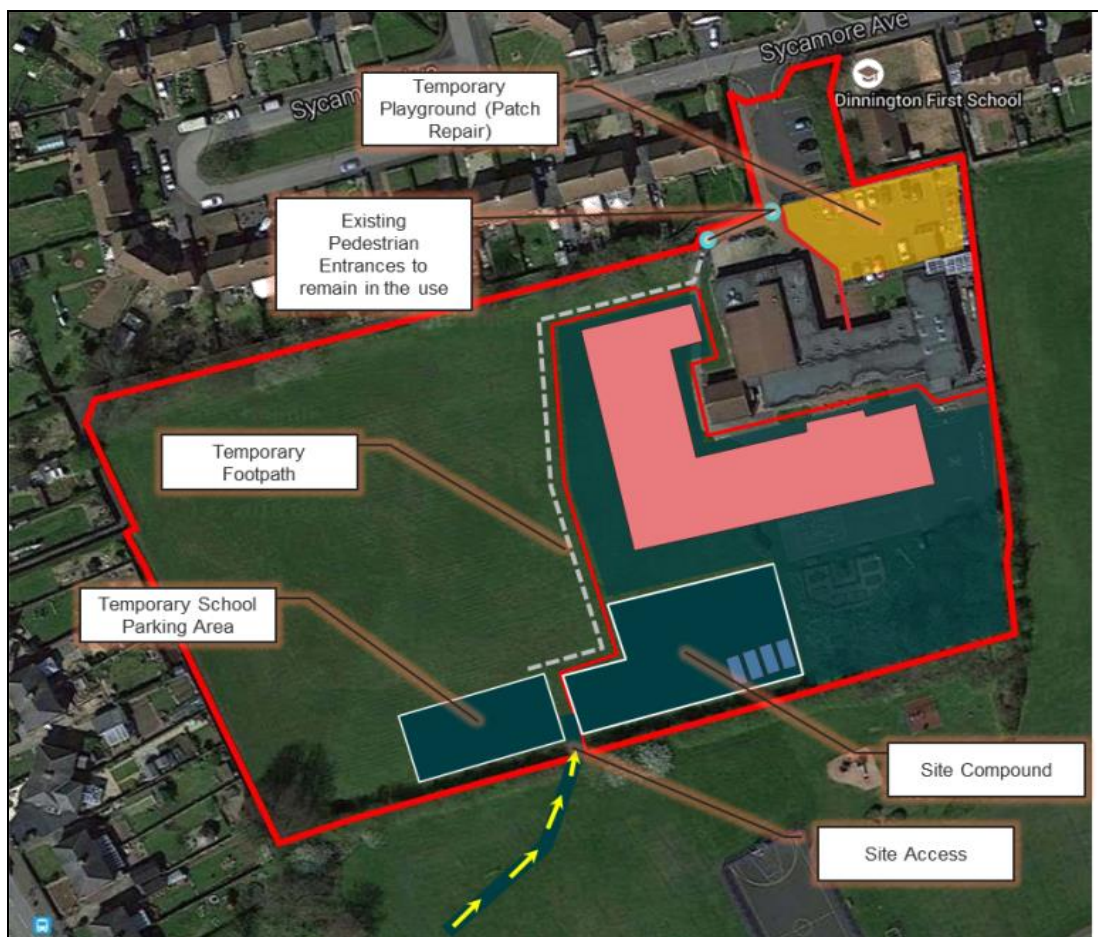 Sycamore Ave
Temporary
Playground (Patch
Repair)
Dinnington First School
Existing
Pedestrian
Entrances to
remain in the use
Temporary
Footpath
Temporary School
Parking Area
Site Compound
Site Access